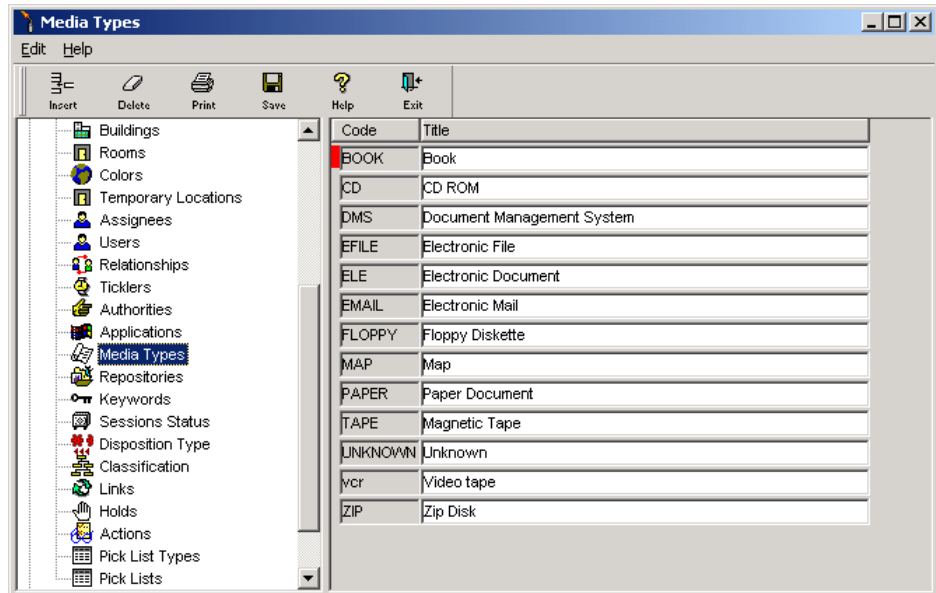 Media Types
Edit Help
Insert Delete Print Save Help Exit
Buildings
Rooms
Colors
Temporary Locations
Assignees
Users
Relationships
Ticklers
Authorities
Applications
Media Types
Repositories
Keywords
Sessions Status
Disposition Type
Classification
Links
Holds
Actions
Pick List Types
Pick Lists
Code Title
BOOK Book
CD CD ROM
DMS Document Management System
EFILE Electronic File
ELE Electronic Document
EMAIL Electronic Mail
FLOPPY Floppy Diskette
MAP Map
PAPER Paper Document
TAPE Magnetic Tape
UNKNOWN Unknown
vcr Video tape
ZIP Zip Disk